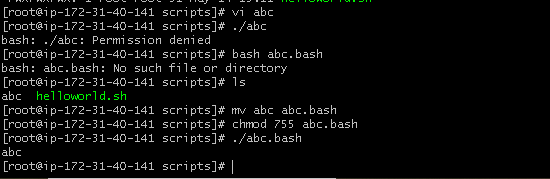 [root@ip-172-31-40-141 scripts]# vi abc
[root@ip-172-31-40-141 scripts]# ./abc
bash: ./abc: Permission denied
[root@ip-172-31-40-141 scripts]# bash abc.bash
bash: abc.bash: No such file or directory
[root@ip-172-31-40-141 scripts]# ls
abc  helloworld.sh
[root@ip-172-31-40-141 scripts]# mv abc abc.bash
[root@ip-172-31-40-141 scripts]# chmod 755 abc.bash
[root@ip-172-31-40-141 scripts]# ./abc.bash
abc
[root@ip-172-31-40-141 scripts]#